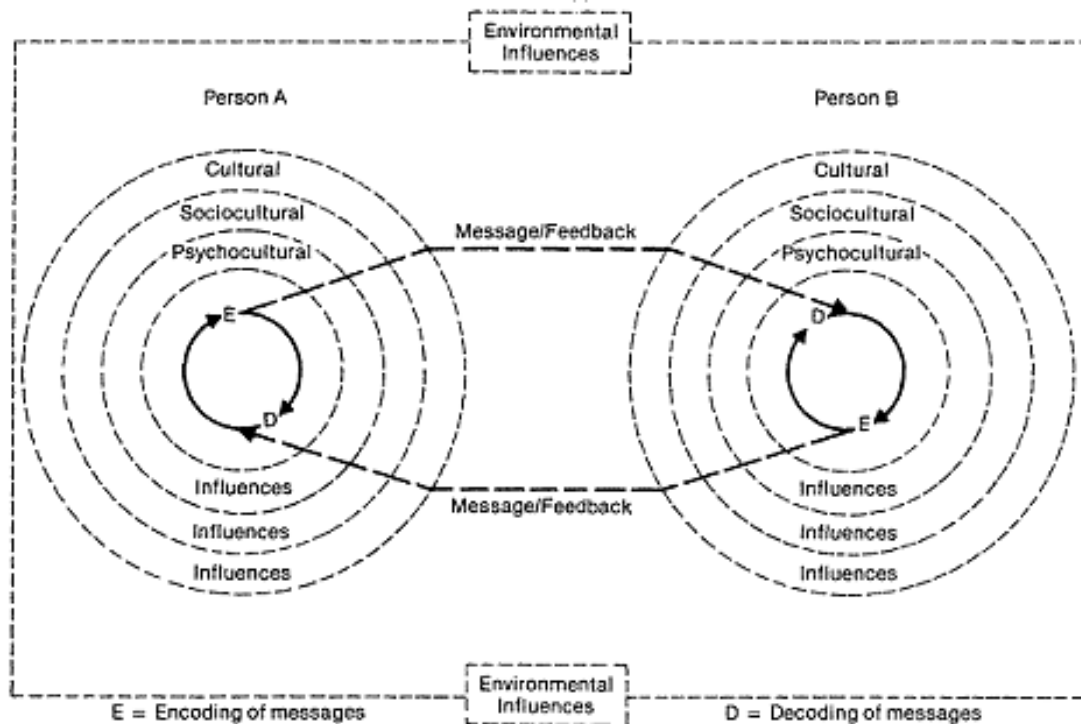 Environmental
Influences
Person A
Person B
Cultural
Cultural
Sociocultural
Sociocultural
Message/Feedback
Psychocultural
Psychocultural
E
D
D
E
Influences
Influences
Message/Feedback
Influences
Influences
Influences
Influences
Environmental
Influences
E = Encoding of messages
D = Decoding of messages